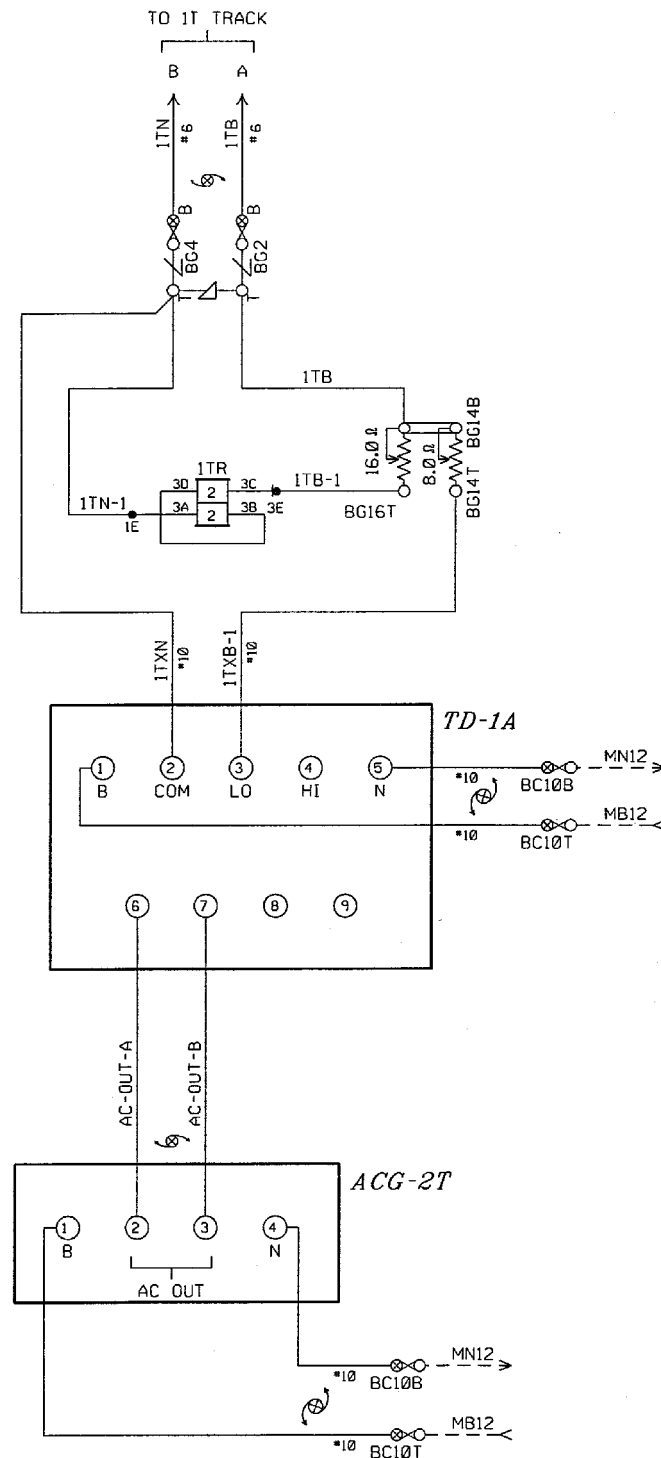 TO 1T TRACK
B A
1TN #6 1TB #6
B B
BG4 BG2
T T
1TB
16.0 Ω 8.0 Ω BG14B
1TR
3D 2 3C 1TB-1
1TN-1 3A 2 3B 3E
1E
BG16T BG14T
1TXN #10 1TXB-1 #10
TD-1A
1 2 3 4 5
B COM LO HI N
#10 BC10B MN12
#10 BC10T MB12
6 7 8 9
AC-OUT-A AC-OUT-B
ACG-2T
1 2 3 4
B N
AC OUT
#10 BC10B MN12
#10 BC10T MB12